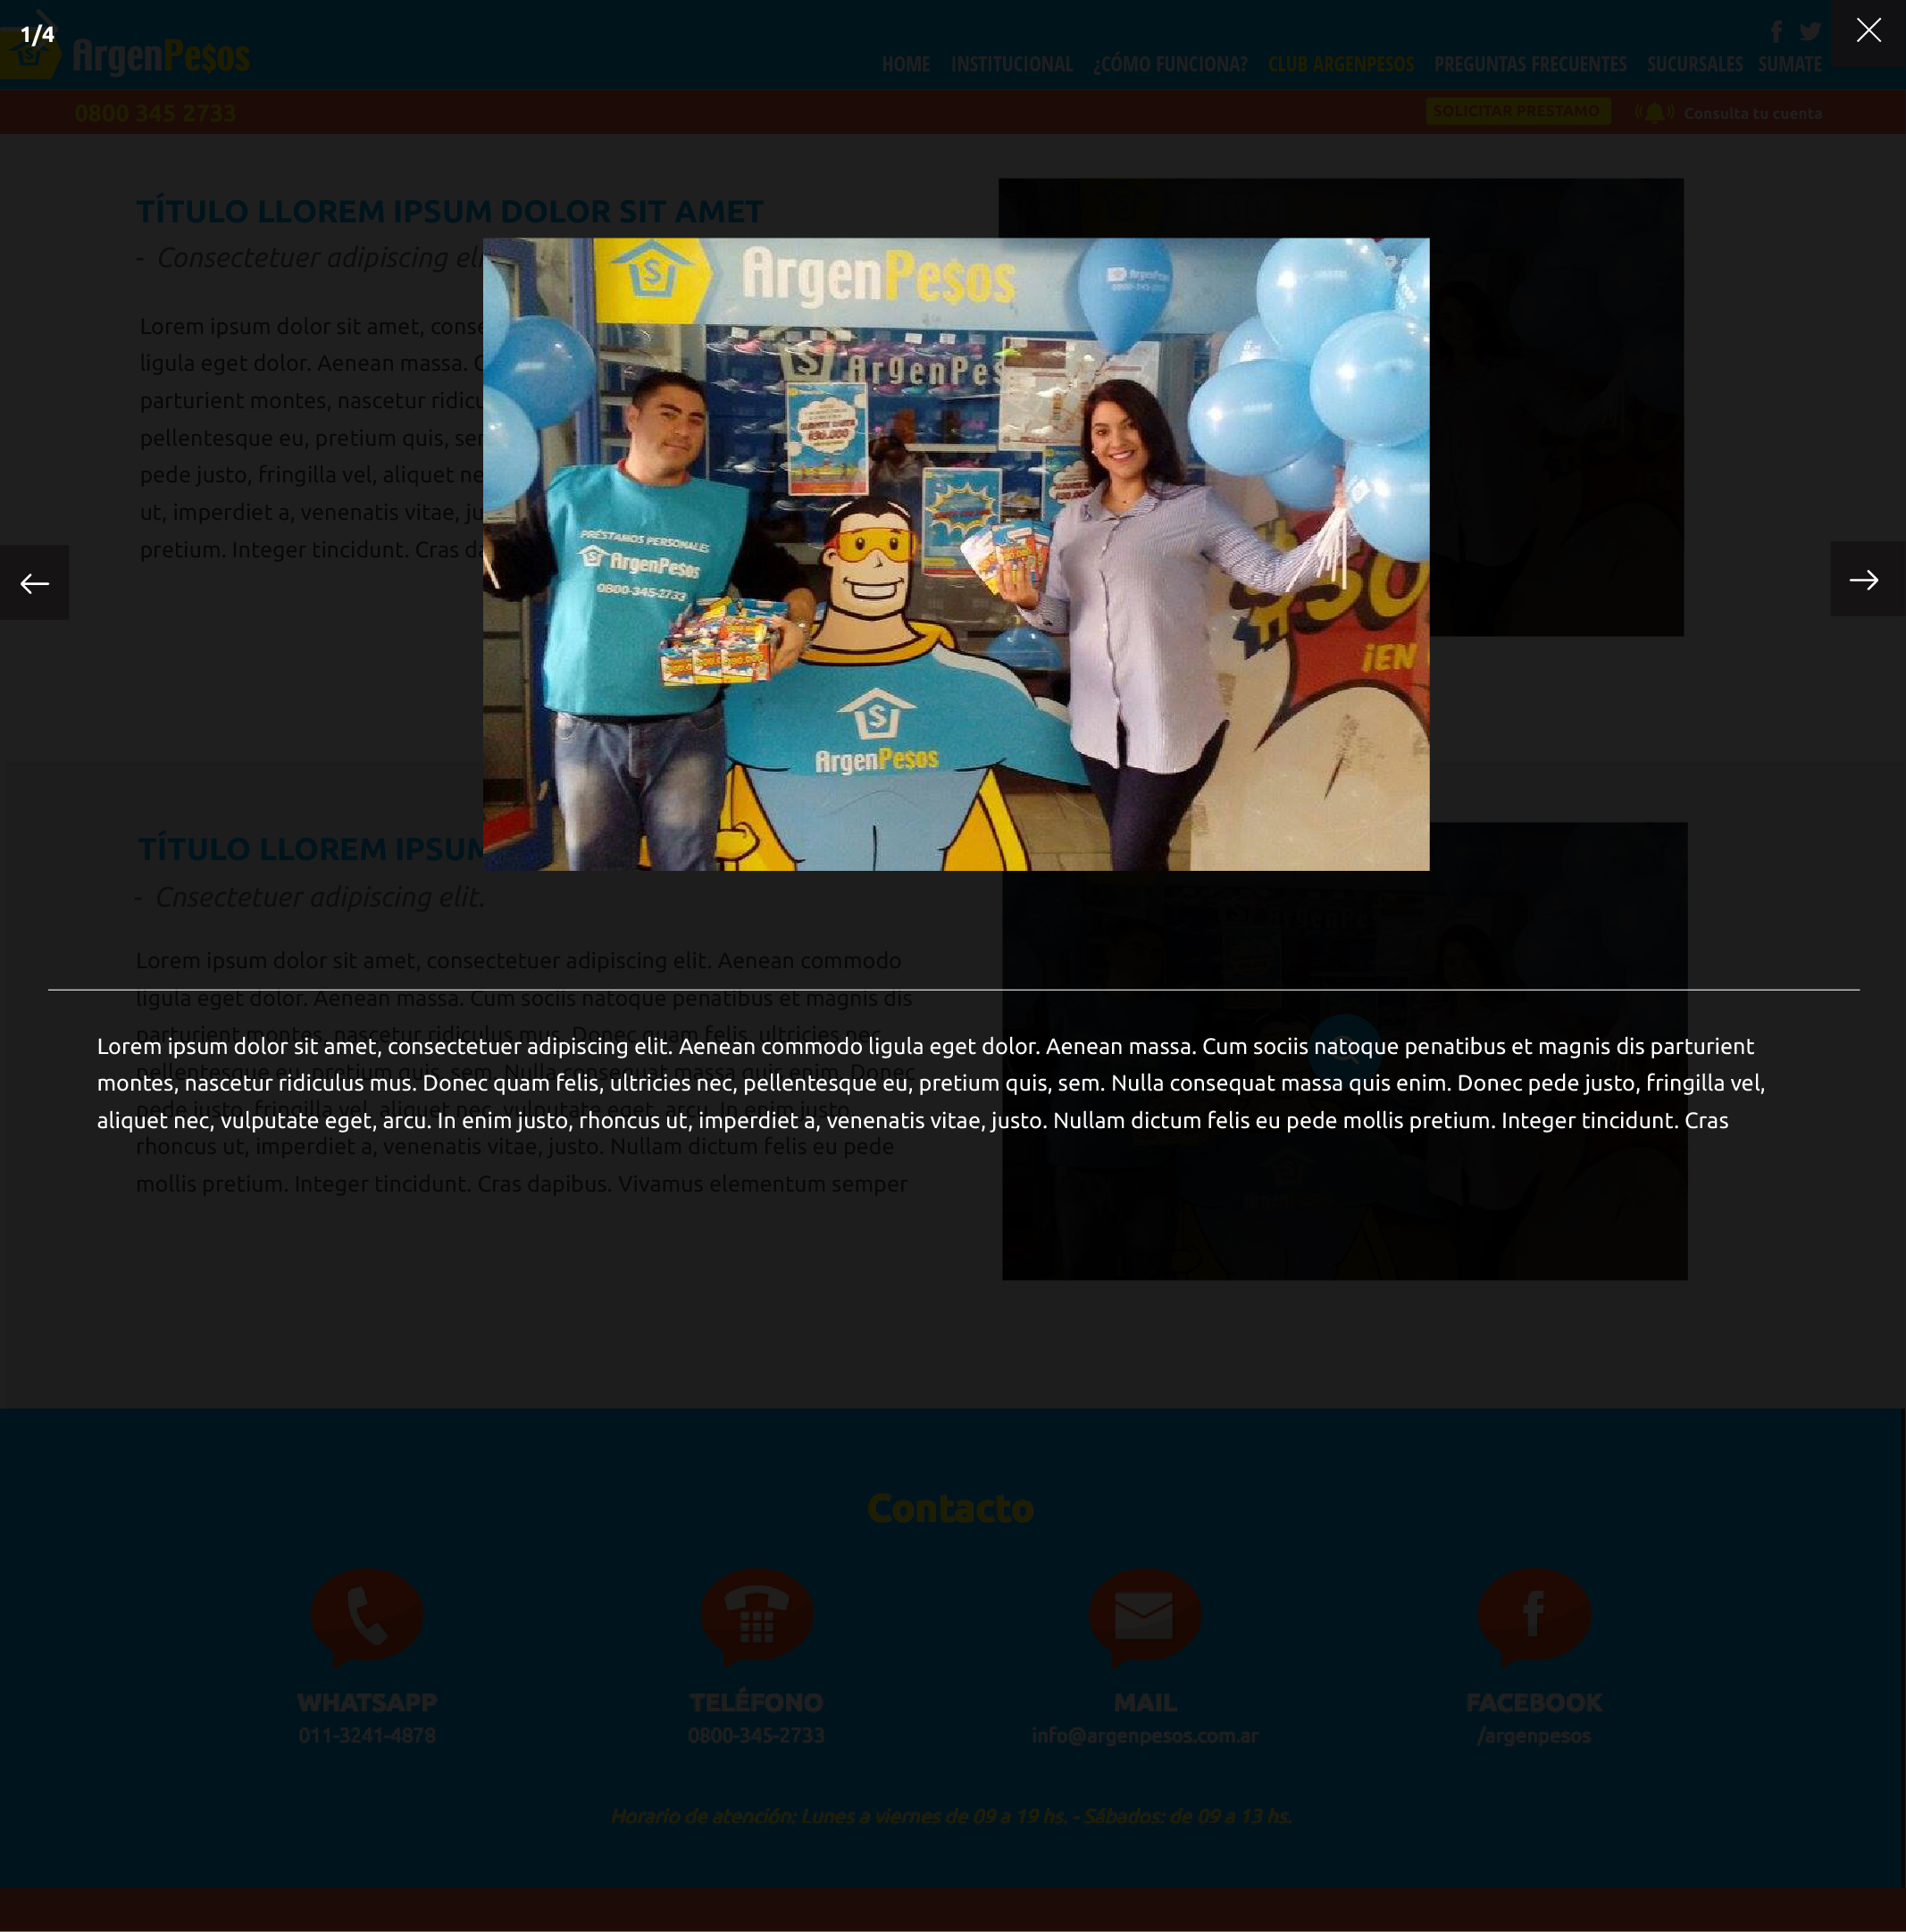 1/4
ArgenPe$os
HOME INSTITUCIONAL ¿CÓMO FUNCIONA? CLUB ARGENPESOS PREGUNTAS FRECUENTES SUCURSALES SUMATE
0800 345 2733
SOLICITAR PRESTAMO
Consulta tu cuenta
TÍTULO LLOREM IPSUM DOLOR SIT AMET
- Consectetuer adipiscing eli
Lorem ipsum dolor sit amet, conse
ligula eget dolor. Aenean massa. C
parturient montes, nascetur ridicu
pellentesque eu, pretium quis, se
pede justo, fringilla vel, aliquet ne
ut, imperdiet a, venenatis vitae, ju
pretium. Integer tincidunt. Cras da
ArgenPe$os
ArgenPes
PRÉSTAMOS PERSONALES
ArgenPesos
0800-345-2733
ArgenPesos
¡EN
TÍTULO LLOREM IPSUM
- Cnsectetuer adipiscing elit.
Lorem ipsum dolor sit amet, consectetuer adipiscing elit. Aenean commodo
ligula eget dolor. Aenean massa. Cum sociis natoque penatibus et magnis dis
parturient montes, nascetur ridiculus mus. Donec quam felis, ultricies nec,
Lorem ipsum dolor sit amet, consectetuer adipiscing elit. Aenean commodo ligula eget dolor. Aenean massa. Cum sociis natoque penatibus et magnis dis parturient
pellentesque eu, pretium quis, sem. Nulla consequat massa quis enim. Donec
montes, nascetur ridiculus mus. Donec quam felis, ultricies nec, pellentesque eu, pretium quis, sem. Nulla consequat massa quis enim. Donec pede justo, fringilla vel,
pede justo, fringilla vel, aliquet nec, vulputate eget, arcu. In enim justo,
aliquet nec, vulputate eget, arcu. In enim justo, rhoncus ut, imperdiet a, venenatis vitae, justo. Nullam dictum felis eu pede mollis pretium. Integer tincidunt. Cras
rhoncus ut, imperdiet a, venenatis vitae, justo. Nullam dictum felis eu pede
mollis pretium. Integer tincidunt. Cras dapibus. Vivamus elementum semper
Contacto
WHATSAPP
011-3241-4878
TELÉFONO
0800-345-2733
MAIL
info@argenpesos.com.ar
FACEBOOK
/argenpesos
Horario de atención: Lunes a viernes de 09 a 19 hs. - Sábados: de 09 a 13 hs.